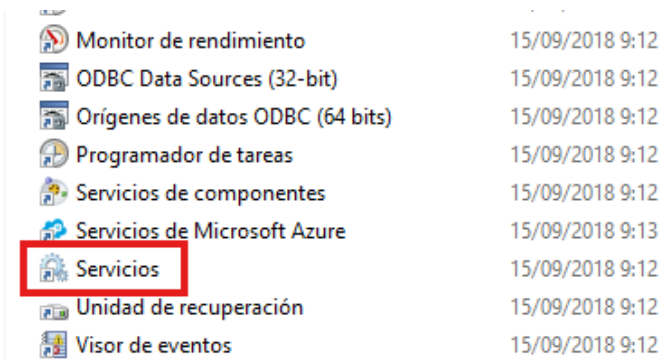 Monitor de rendimiento 15/09/2018 9:12
ODBC Data Sources (32-bit) 15/09/2018 9:12
Orígenes de datos ODBC (64 bits) 15/09/2018 9:12
Programador de tareas 15/09/2018 9:12
Servicios de componentes 15/09/2018 9:12
Servicios de Microsoft Azure 15/09/2018 9:13
Servicios 15/09/2018 9:12
Unidad de recuperación 15/09/2018 9:12
Visor de eventos 15/09/2018 9:12